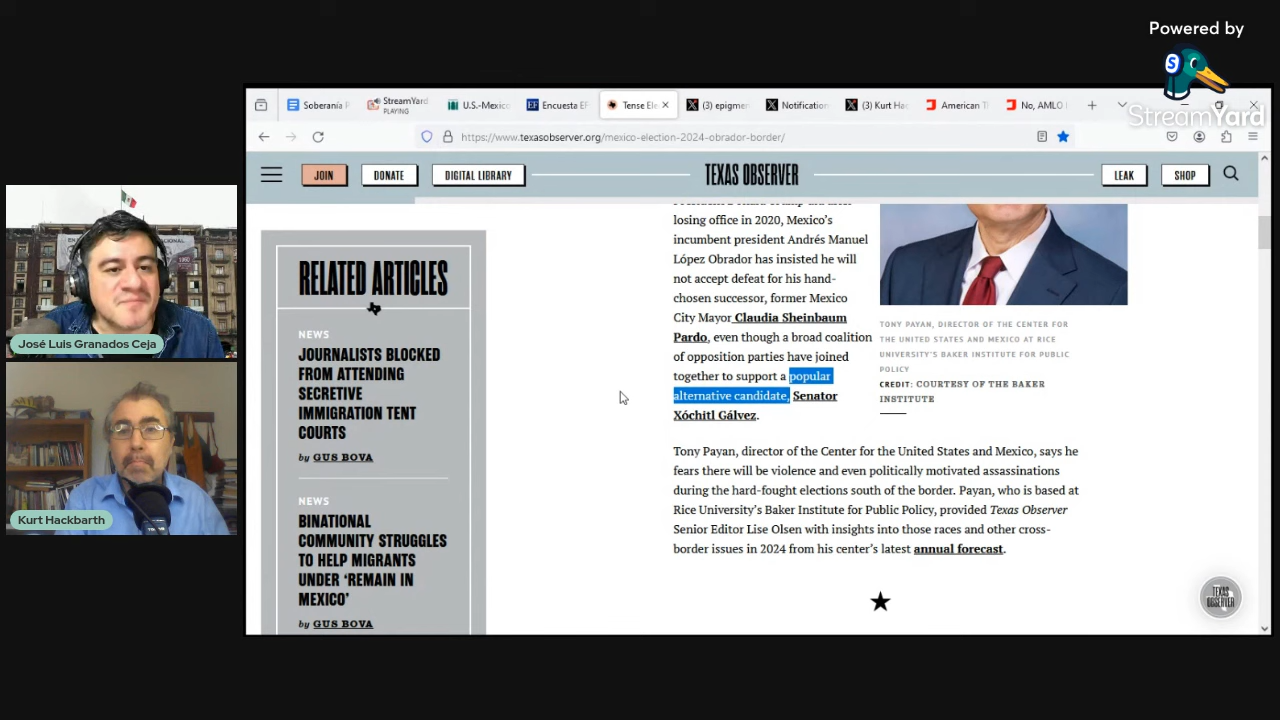 Powered by
S
StreamYard
Soberanía
StreamYard
PLAYING
U.S.-Mexico
Encuesta EF
Tense Ele
(3) epigmen
Notification
(3) Kurt Hac
American T
No, AMLO
https://www.texasobserver.org/mexico-election-2024-obrador-border/
JOIN
DONATE
DIGITAL LIBRARY
TEXAS OBSERVER
LEAK
SHOP
losing office in 2020, Mexico's
incumbent president Andrés Manuel
López Obrador has insisted he will
not accept defeat for his hand-
chosen successor, former Mexico
City Mayor Claudia Sheinbaum
Pardo, even though a broad coalition
of opposition parties have joined
together to support a popular
alternative candidate, Senator
Xóchitl Gálvez.
TONY PAYAN, DIRECTOR OF THE CENTER FOR
THE UNITED STATES AND MEXICO AT RICE
UNIVERSITY'S BAKER INSTITUTE FOR PUBLIC
POLICY
CREDIT: COURTESY OF THE BAKER
INSTITUTE
Tony Payan, director of the Center for the United States and Mexico, says he
fears there will be violence and even politically motivated assassinations
during the hard-fought elections south of the border. Payan, who is based at
Rice University's Baker Institute for Public Policy, provided Texas Observer
Senior Editor Lise Olsen with insights into those races and other cross-
border issues in 2024 from his center's latest annual forecast.
RELATED ARTICLES
NEWS
JOURNALISTS BLOCKED
FROM ATTENDING
SECRETIVE
IMMIGRATION TENT
COURTS
by GUS BOVA
NEWS
BINATIONAL
COMMUNITY STRUGGLES
TO HELP MIGRANTS
UNDER 'REMAIN IN
MEXICO'
by GUS BOVA
TEXAS
OBSERVER
José Luis Granados Ceja
Kurt Hackbarth